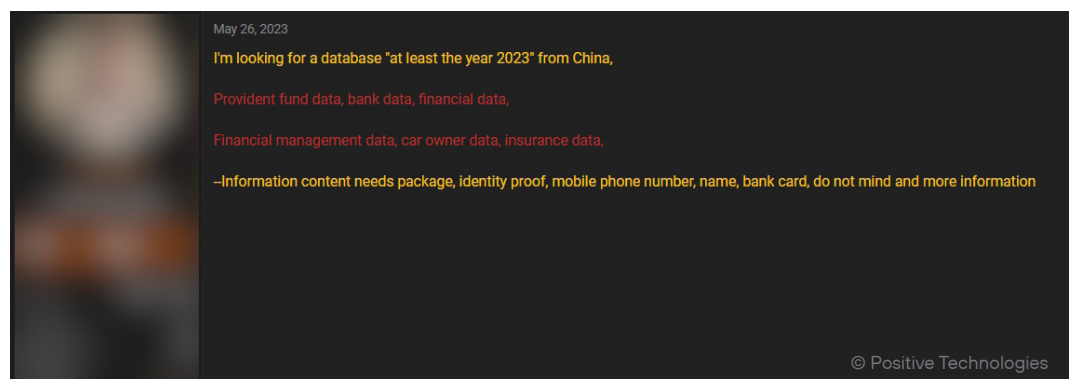 May 26, 2023
I'm looking for a database "at least the year 2023" from China,
Provident fund data, bank data, financial data,
Financial management data, car owner data, insurance data,
--Information content needs package, identity proof, mobile phone number, name, bank card, do not mind and more information
© Positive Technologies